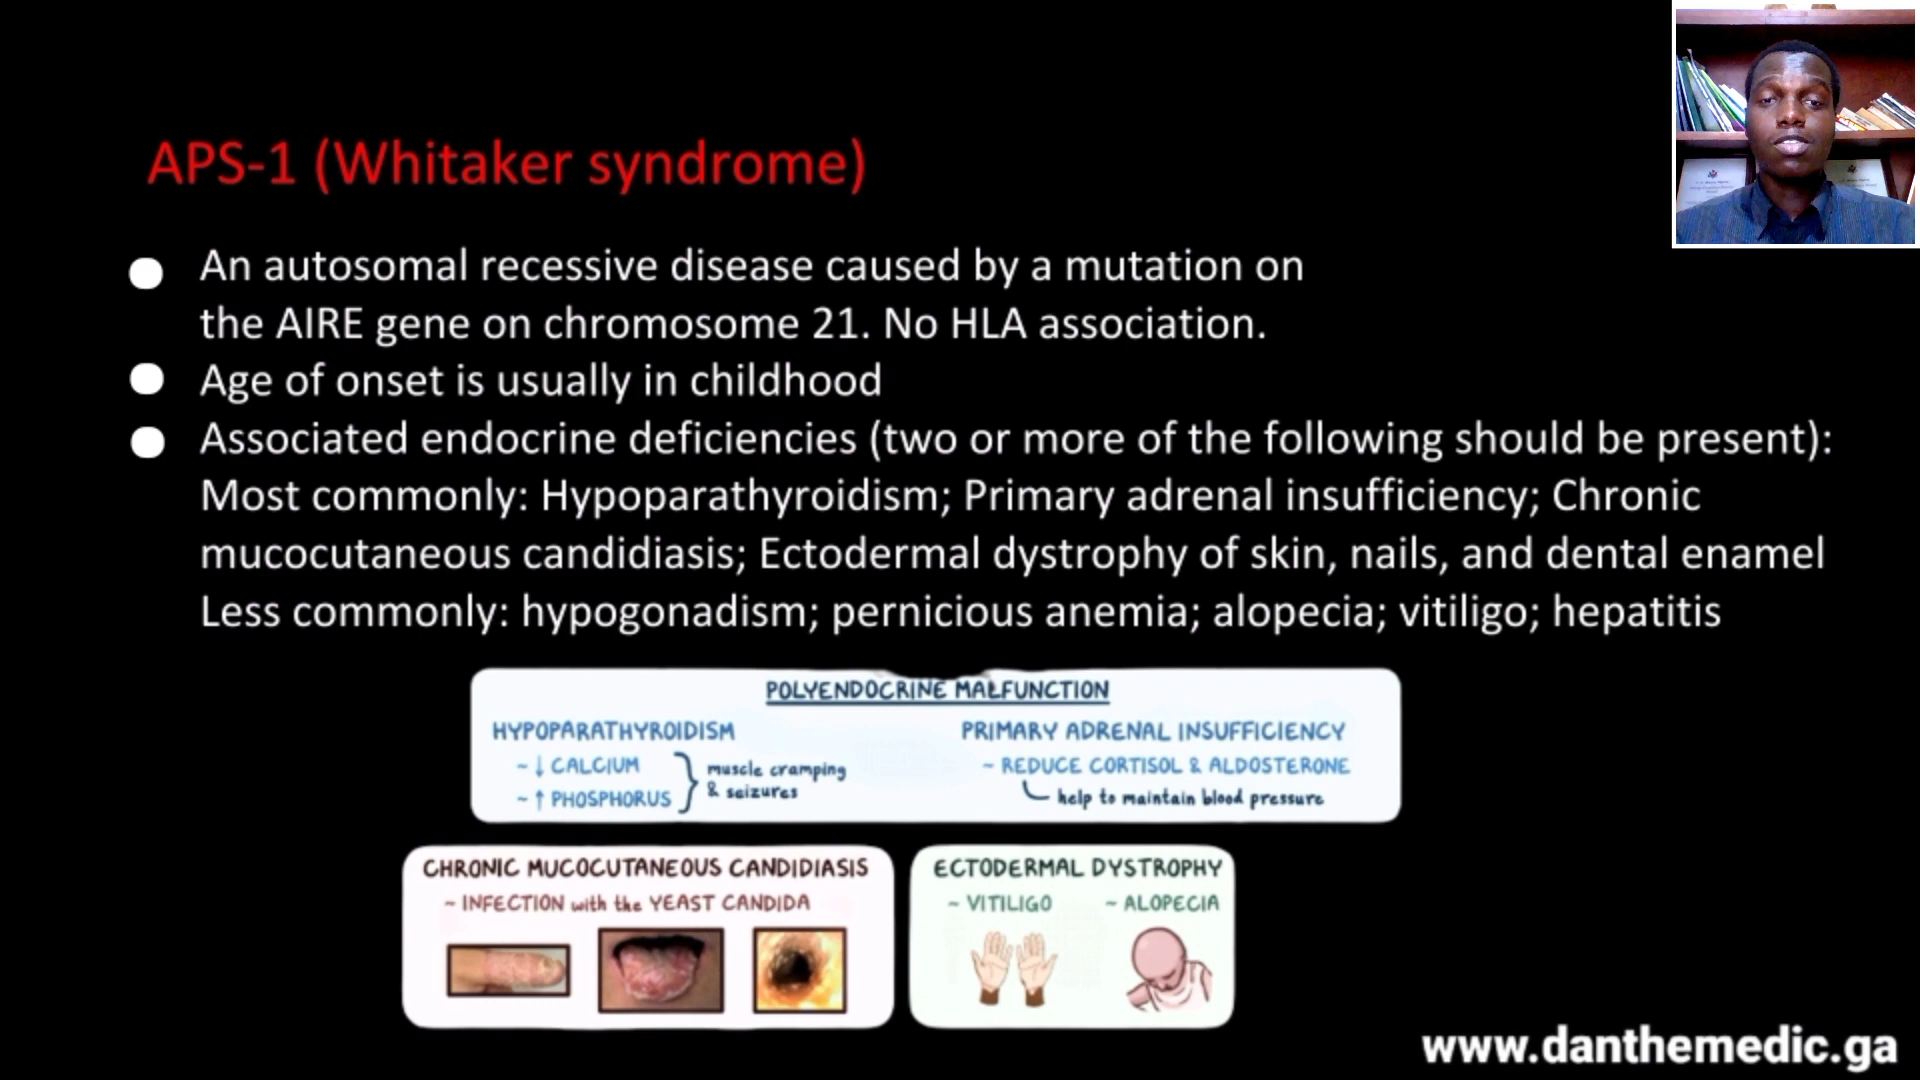 APS-1 (Whitaker syndrome)
An autosomal recessive disease caused by a mutation on
the AIRE gene on chromosome 21. No HLA association.
Age of onset is usually in childhood
Associated endocrine deficiencies (two or more of the following should be present):
Most commonly: Hypoparathyroidism; Primary adrenal insufficiency; Chronic
mucocutaneous candidiasis; Ectodermal dystrophy of skin, nails, and dental enamel
Less commonly: hypogonadism; pernicious anemia; alopecia; vitiligo; hepatitis
POLYENDOCRINE MALFUNCTION
HYPOPARATHYROIDISM
~ ↓ CALCIUM
~ ↑ PHOSPHORUS
muscle cramping
& seizures
PRIMARY ADRENAL INSUFFICIENCY
~ REDUCE CORTISOL & ALDOSTERONE
help to maintain blood pressure
CHRONIC MUCOCUTANEOUS CANDIDIASIS
~ INFECTION with the YEAST CANDIDA
ECTODERMAL DYSTROPHY
~ VITILIGO
~ ALOPECIA
www.danthemedic.ga